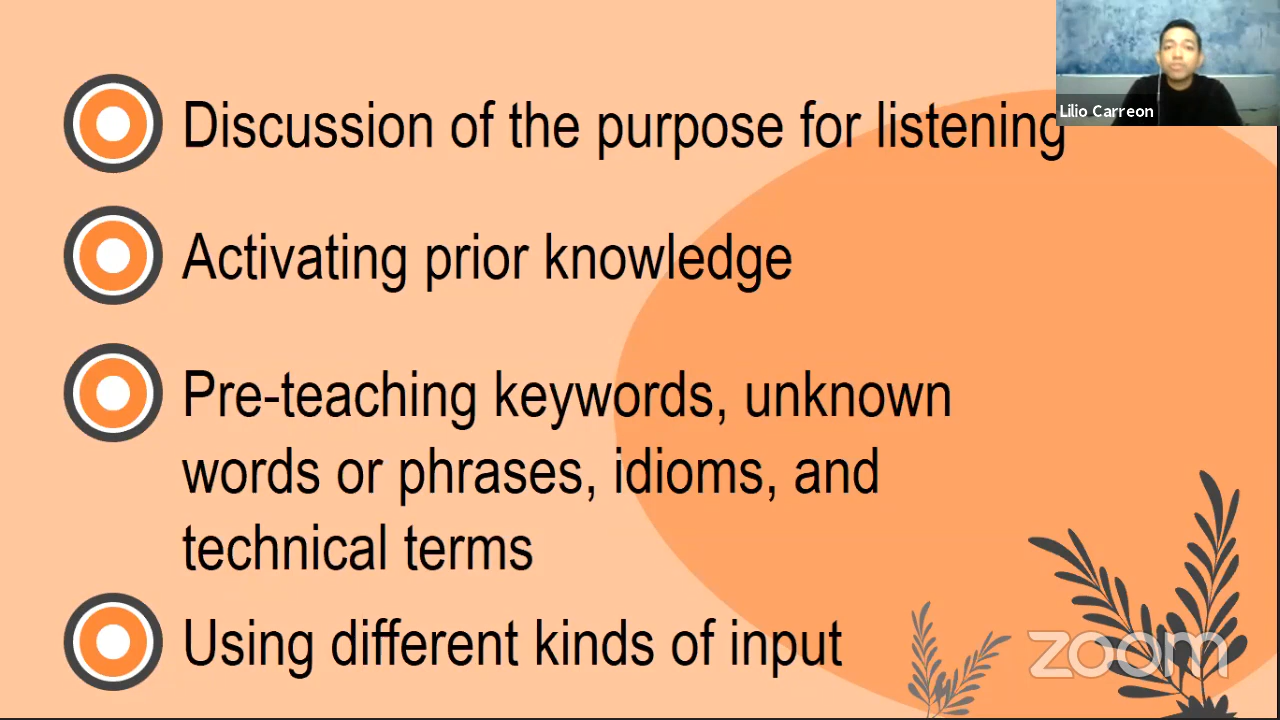 Discussion of the purpose for listening
Lilio Carreon
Activating prior knowledge
Pre-teaching keywords, unknown
words or phrases, idioms, and
technical terms
Using different kinds of input
zoom